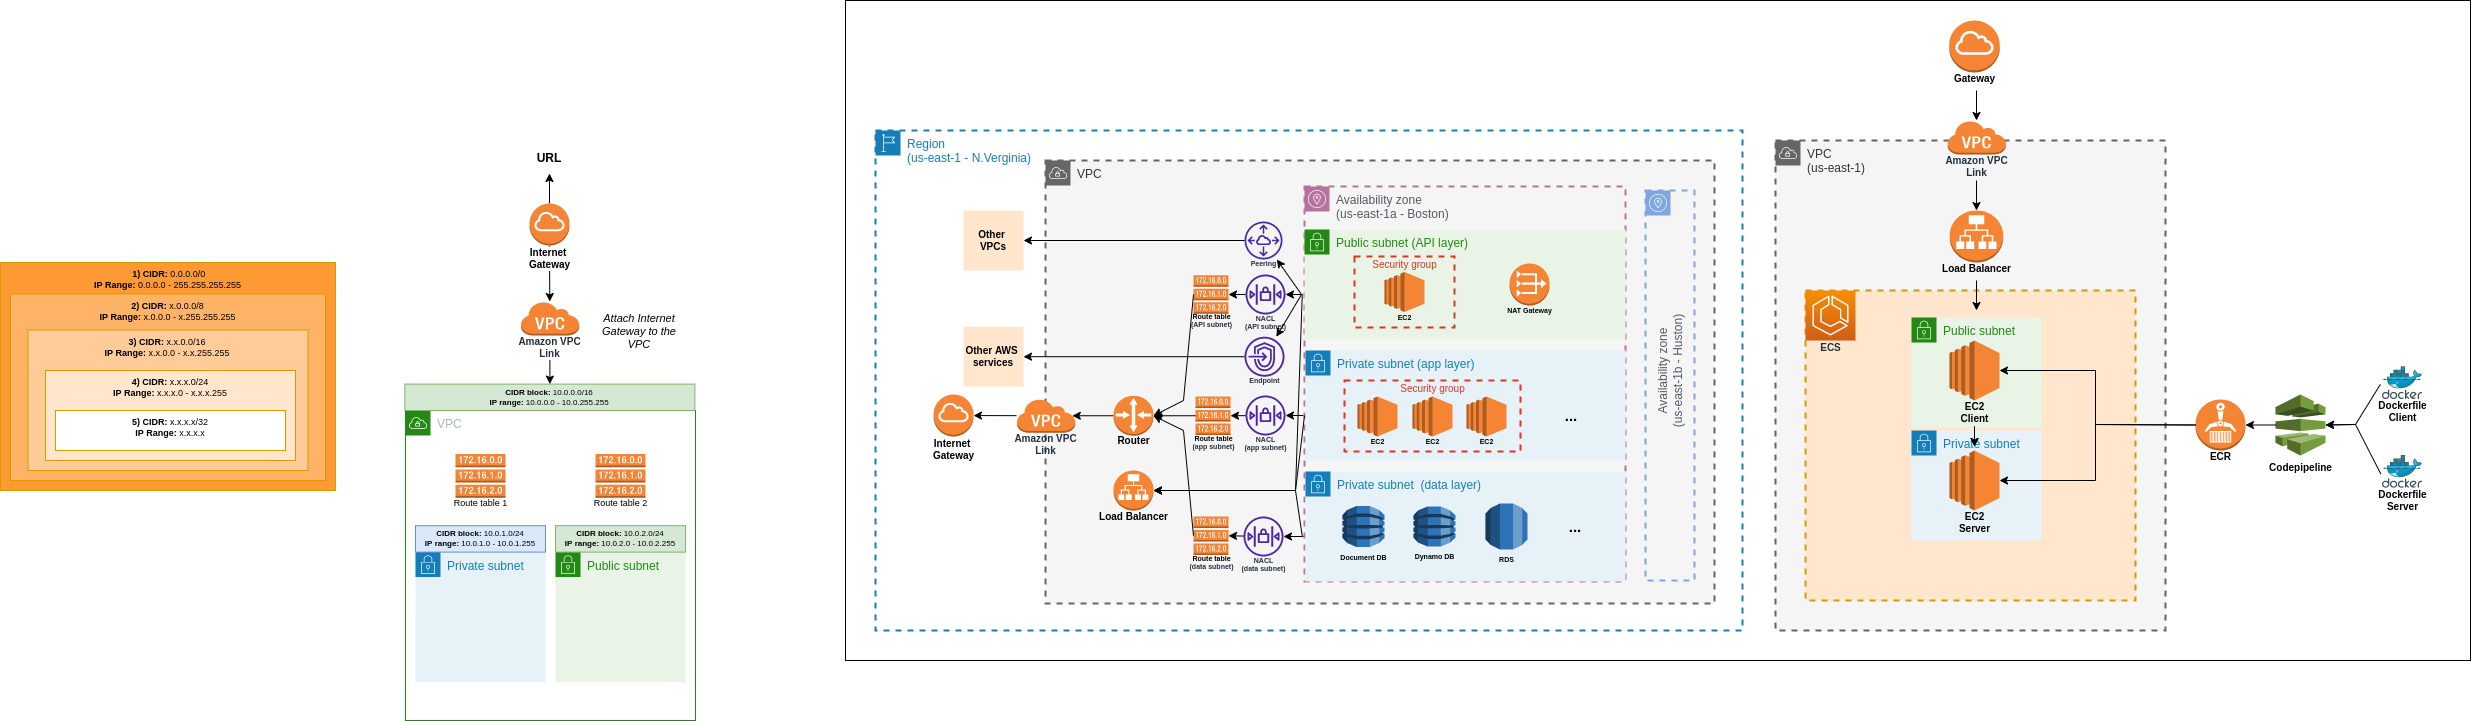 1) CIDR: 0.0.0.0/0
IP Range: 0.0.0.0 - 255.255.255.255
2) CIDR: x.0.0.0/8
IP Range: x.0.0.0 - x.255.255.255
3) CIDR: x.x.0.0/16
IP Range: x.x.0.0 - x.x.255.255
4) CIDR: x.x.x.0/24
IP Range: x.x.x.0 - x.x.x.255
5) CIDR: x.x.x.x/32
IP Range: x.x.x.x
URL
Internet
Gateway
VPC
Amazon VPC
Link
Attach Internet
Gateway to the
VPC
CIDR block: 10.0.0.0/16
IP range: 10.0.0.0 - 10.0.255.255
VPC
172.16.0.0
172.16.1.0
172.16.2.0
Route table 1
172.16.0.0
172.16.1.0
172.16.2.0
Route table 2
CIDR block: 10.0.1.0/24
IP range: 10.0.1.0 - 10.0.1.255
Private subnet
CIDR block: 10.0.2.0/24
IP range: 10.0.2.0 - 10.0.2.255
Public subnet
Region
(us-east-1 - N.Verginia)
VPC
Other
VPCs
Other AWS
services
Internet
Gateway
VPC
Amazon VPC
Link
Router
Load Balancer
Peering
172.16.0.0
172.16.1.0
172.16.2.0
Route table
(API subnet)
NACL
(API subnet)
Endpoint
172.16.0.0
172.16.1.0
172.16.2.0
Route table
(app subnet)
NACL
(app subnet)
172.16.0.0
172.16.1.0
172.16.2.0
Route table
(data subnet)
NACL
(data subnet)
Availability zone
(us-east-1a - Boston)
Public subnet (API layer)
Security group
EC2
NAT Gateway
Private subnet (app layer)
Security group
EC2
EC2
EC2
...
Private subnet  (data layer)
Document DB
Dynamo DB
RDS
...
Availability zone
(us-east-1b - Huston)
Gateway
VPC
(us-east-1)
VPC
Amazon VPC
Link
Load Balancer
ECS
Public subnet
EC2
Client
Private subnet
EC2
Server
ECR
Codepipeline
docker
Dockerfile
Client
docker
Dockerfile
Server